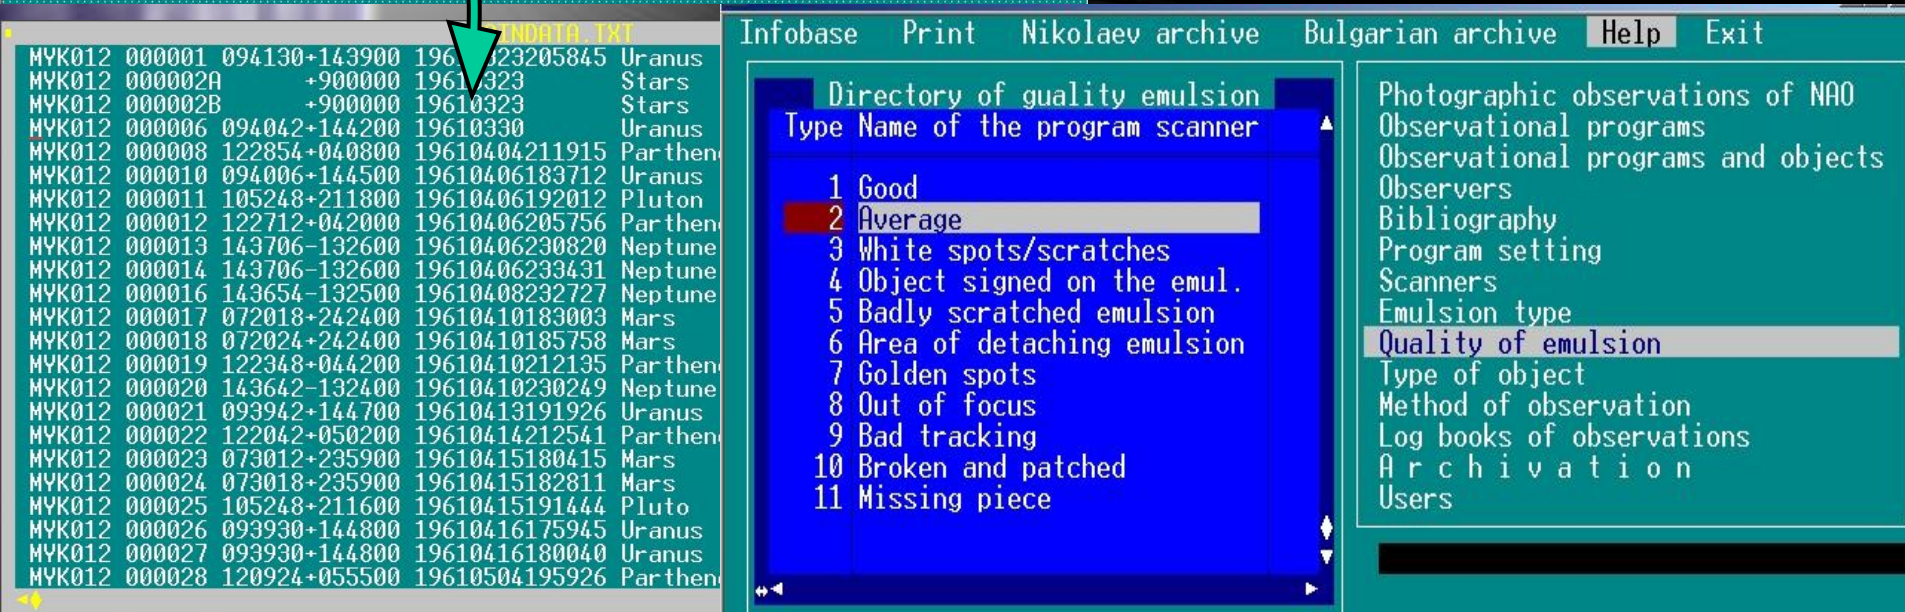 INDATA.TXT
MYK012 000001 094130+143900 196 323205845 Uranus
MYK012 000002A +900000 19610323 Stars
MYK012 000002B +900000 19610323 Stars
MYK012 000006 094042+144200 19610330 Uranus
MYK012 000008 122854+040800 19610404211915 Parthen
MYK012 000010 094006+144500 19610406183712 Uranus
MYK012 000011 105248+211800 19610406192012 Pluton
MYK012 000012 122712+042000 19610406205756 Parthen
MYK012 000013 143706-132600 19610406230820 Neptune
MYK012 000014 143706-132600 19610406233431 Neptune
MYK012 000016 143654-132500 19610408232727 Neptune
MYK012 000017 072018+242400 19610410183003 Mars
MYK012 000018 072024+242400 19610410185758 Mars
MYK012 000019 122348+044200 19610410212135 Parthen
MYK012 000020 143642-132400 19610410230249 Neptune
MYK012 000021 093942+144700 19610413191926 Uranus
MYK012 000022 122042+050200 19610414212541 Parthen
MYK012 000023 073012+235900 19610415180415 Mars
MYK012 000024 073018+235900 19610415182811 Mars
MYK012 000025 105248+211600 19610415191444 Pluto
MYK012 000026 093930+144800 19610416175945 Uranus
MYK012 000027 093930+144800 19610416180040 Uranus
MYK012 000028 120924+055500 19610504195926 Parthen
Infobase Print Nikolaev archive Bulgarian archive Help Exit
Directory of guality emulsion
Type Name of the program scanner
1 Good
2 Average
3 White spots/scratches
4 Object signed on the emul.
5 Badly scratched emulsion
6 Area of detaching emulsion
7 Golden spots
8 Out of focus
9 Bad tracking
10 Broken and patched
11 Missing piece
Photographic observations of NAO
Observational programs
Observational programs and objects
Observers
Bibliography
Program setting
Scanners
Emulsion type
Quality of emulsion
Type of object
Method of observation
Log books of observations
A r c h i v a t i o n
Users